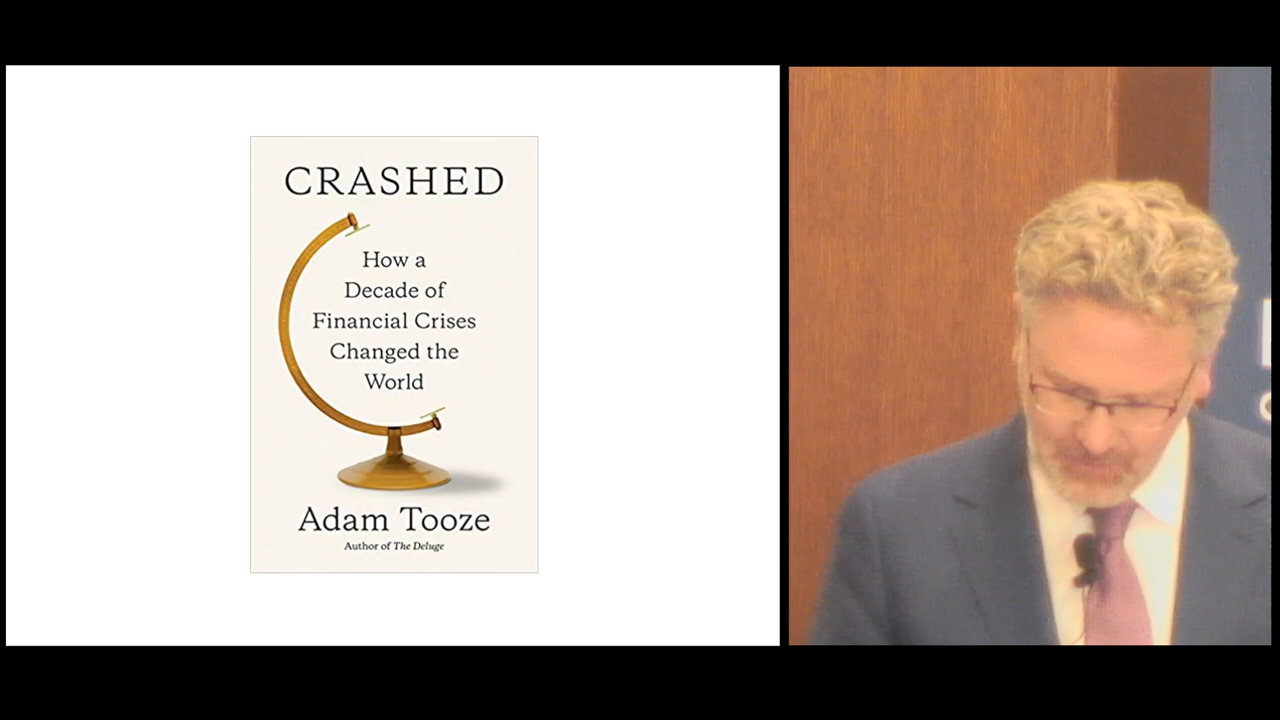 CRASHED
How a
Decade of
Financial Crises
Changed the
World
Adam Tooze
Author of The Deluge